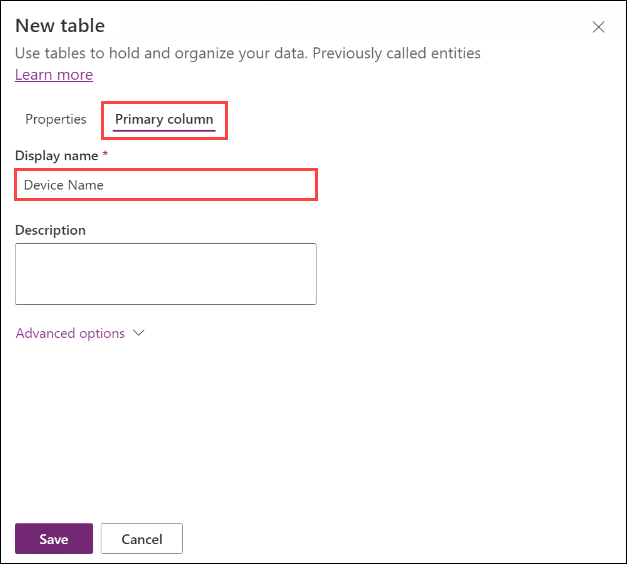 New table
Use tables to hold and organize your data. Previously called entities
Learn more
Properties Primary column
Display name *
Device Name
Description
Advanced options
Save Cancel